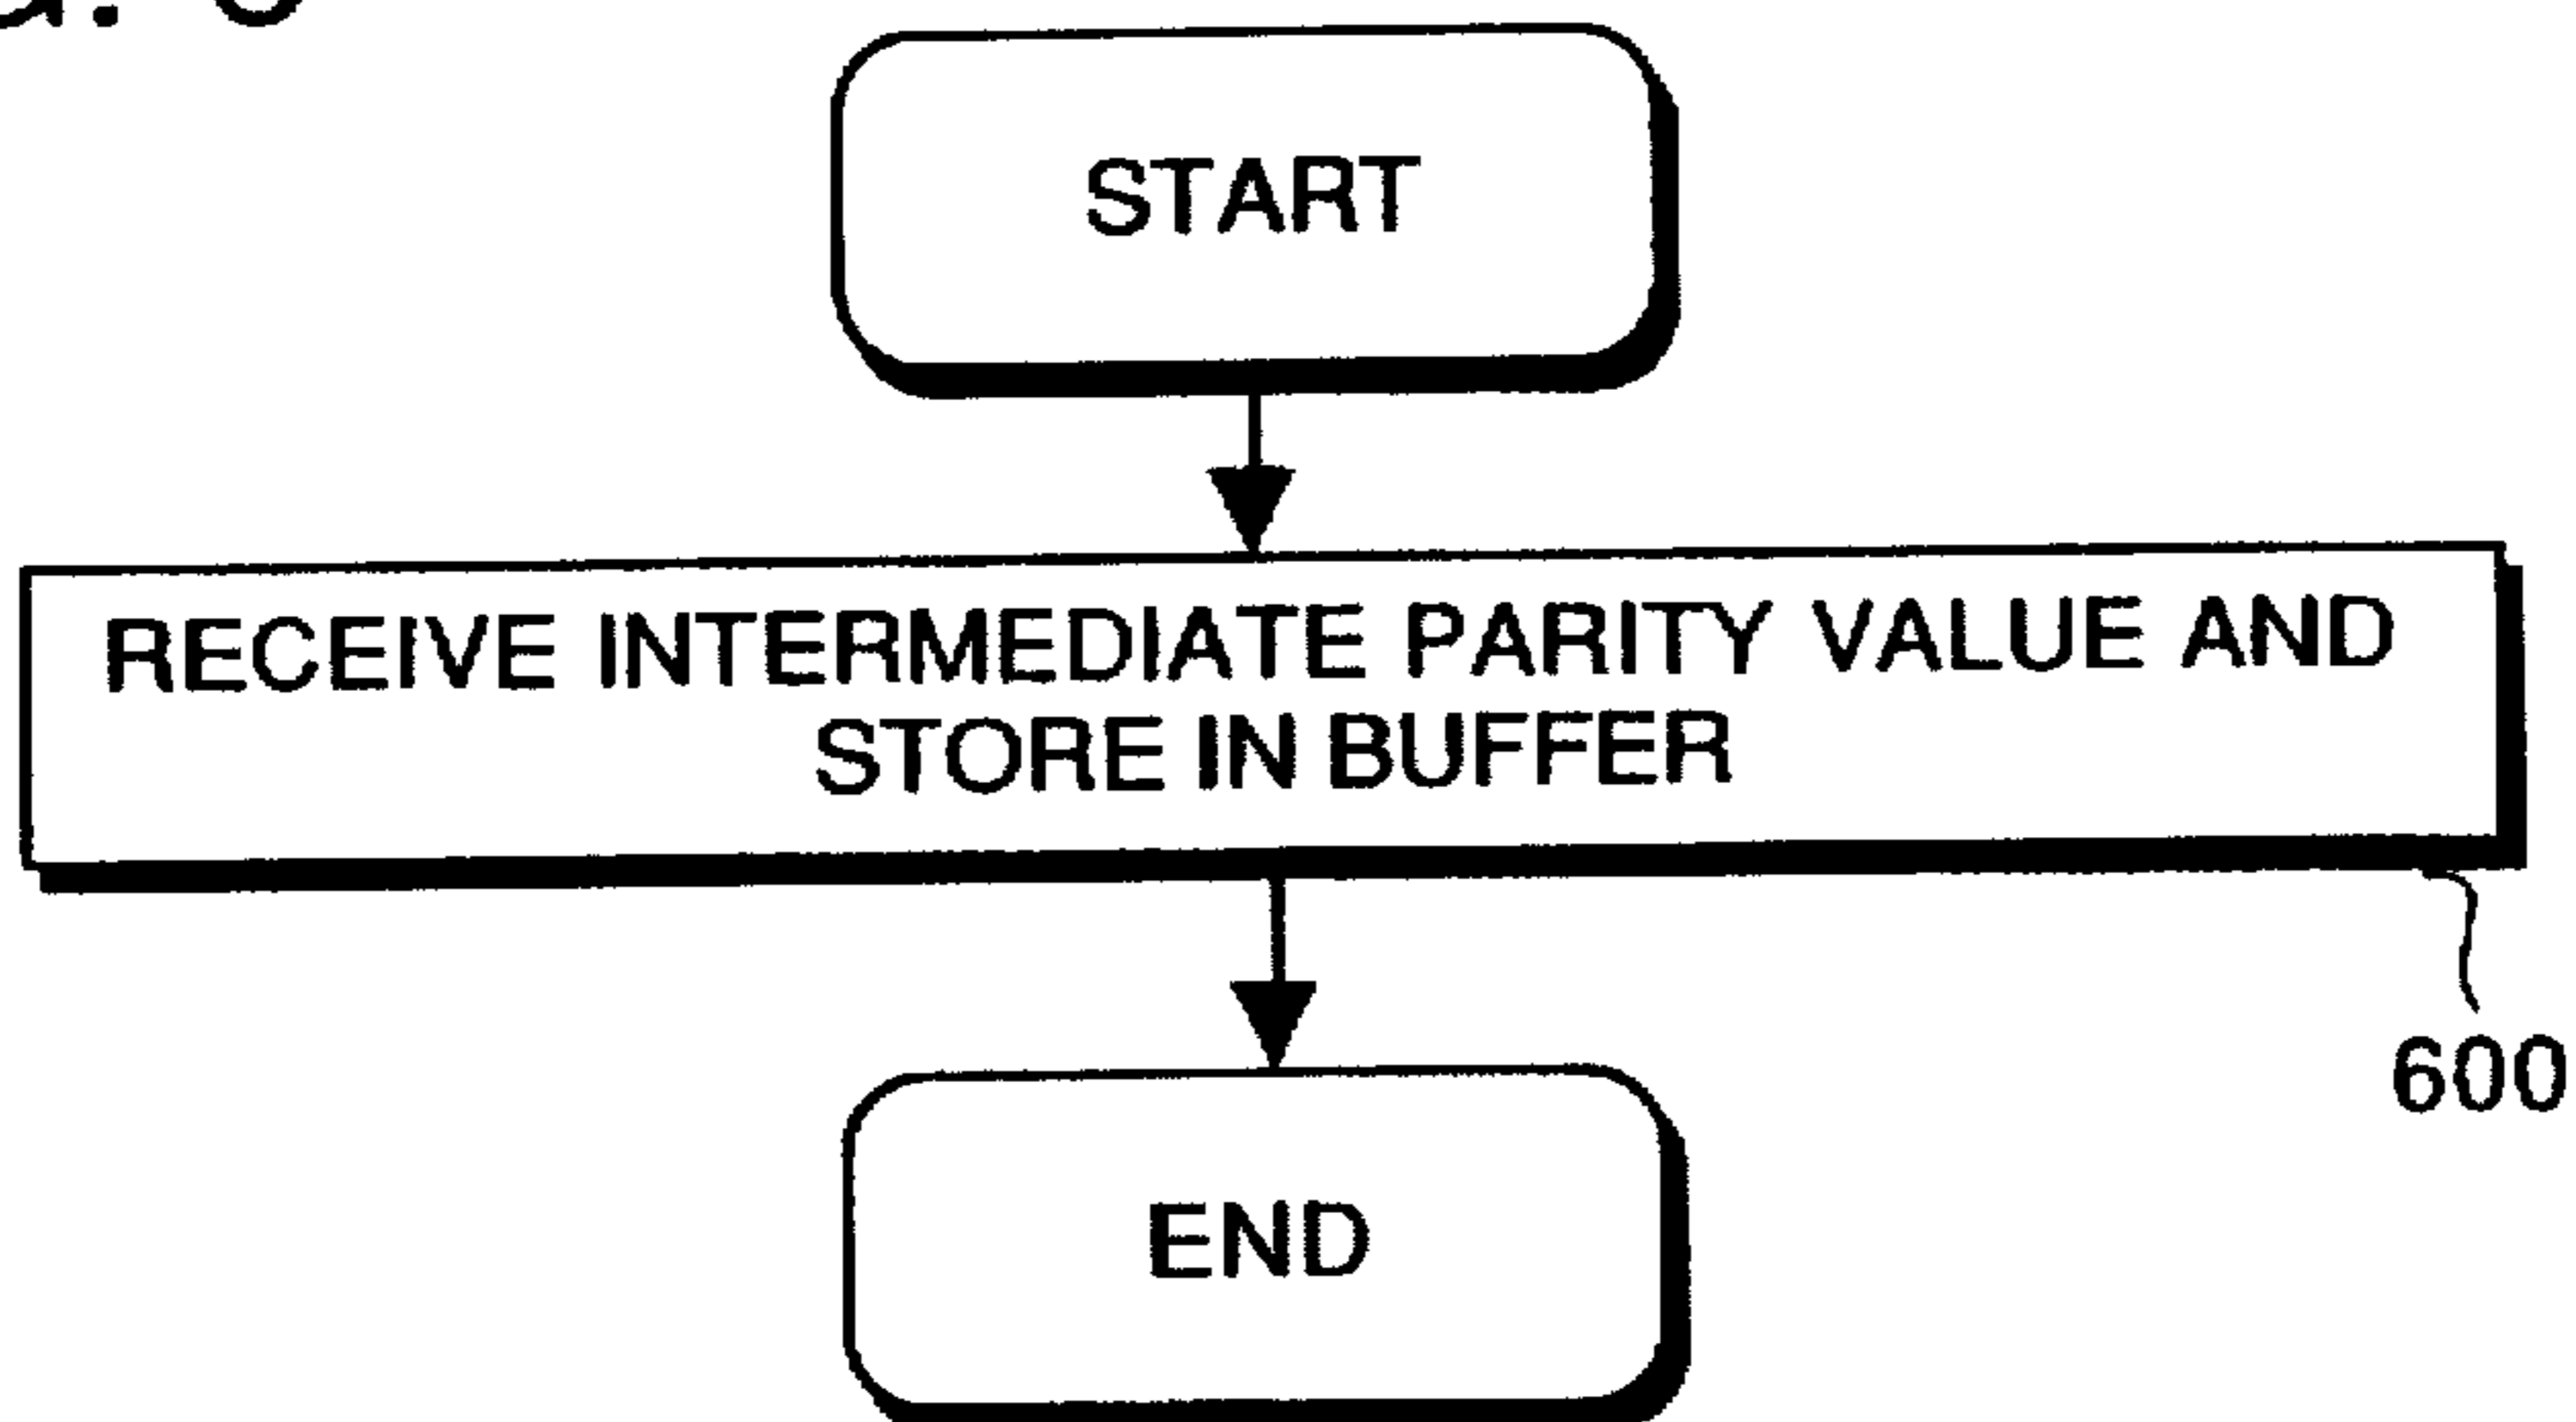 START
RECEIVE INTERMEDIATE PARITY VALUE AND
STORE IN BUFFER
600
END